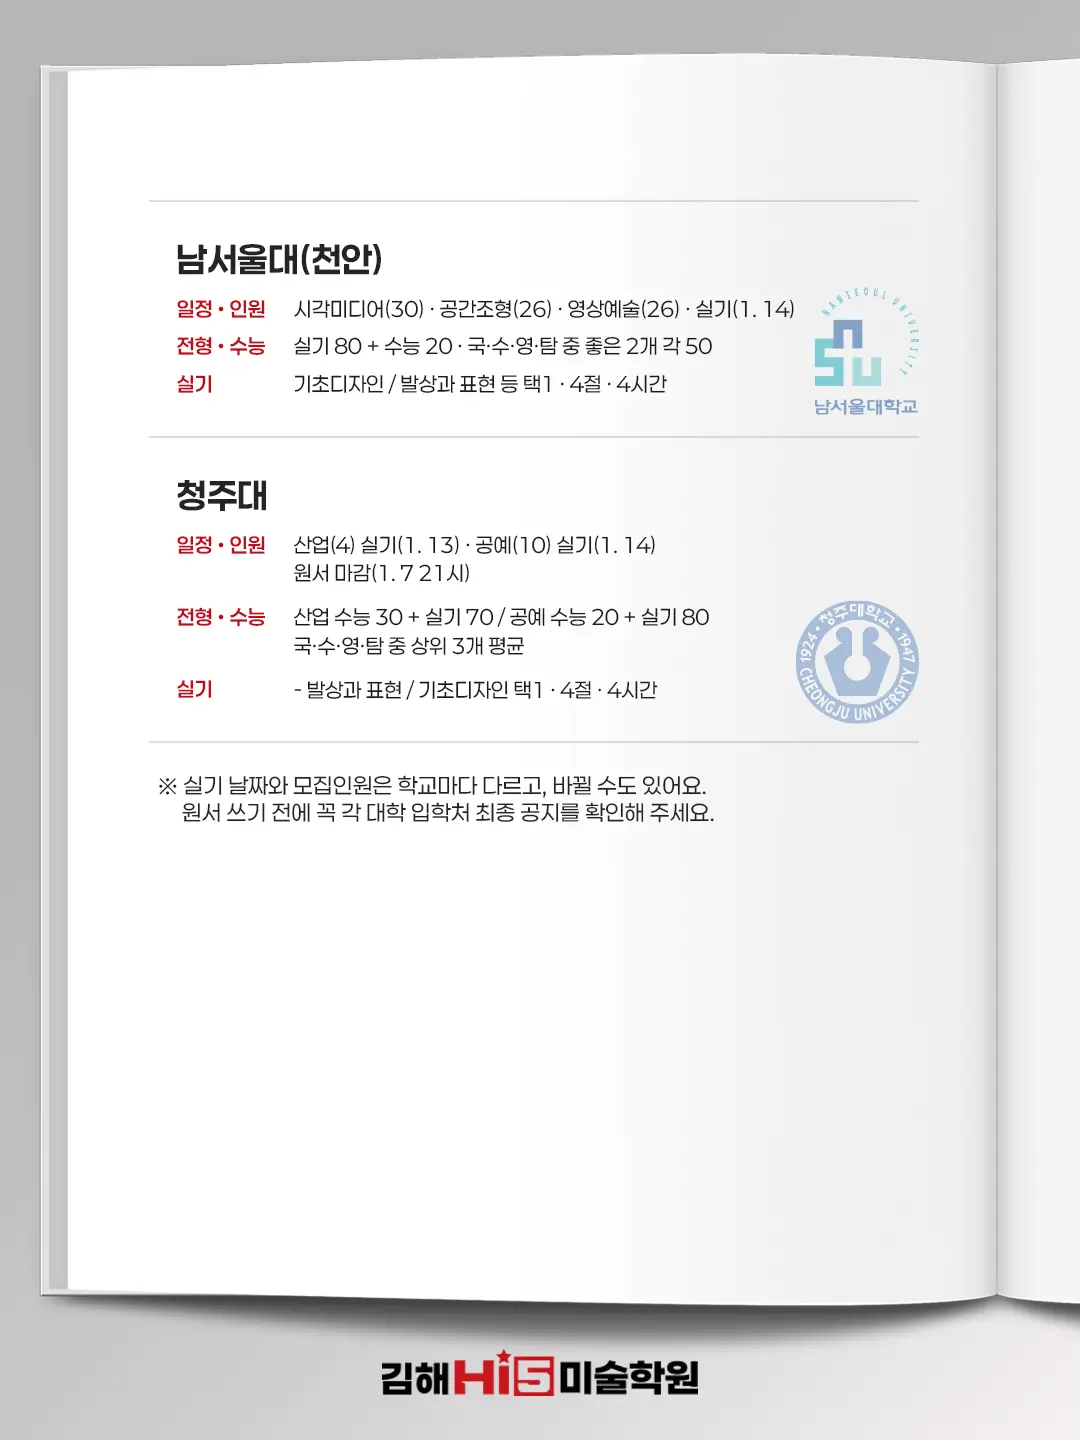 남서울대(천안)
일정 • 인원 시각미디어(30) · 공간조형(26) · 영상예술(26) · 실기(1. 14)
전형 • 수능 실기 80 + 수능 20 · 국·수·영·탐 중 좋은 2개 각 50
실기 기초디자인 / 발상과 표현 등 택1 · 4절 · 4시간
NAMSEOUL UNIVERSITY
nsu
남서울대학교
청주대
일정 • 인원 산업(4) 실기(1. 13) · 공예(10) 실기(1. 14)
원서 마감(1. 7 21시)
전형 • 수능 산업 수능 30 + 실기 70 / 공예 수능 20 + 실기 80
국·수·영·탐 중 상위 3개 평균
실기 - 발상과 표현 / 기초디자인 택1 · 4절 · 4시간
1924 • 청주대학교 • 1947
CHEONGJU UNIVERSITY
※ 실기 날짜와 모집인원은 학교마다 다르고, 바뀔 수도 있어요.
원서 쓰기 전에 꼭 각 대학 입학처 최종 공지를 확인해 주세요.
김해Hi5미술학원